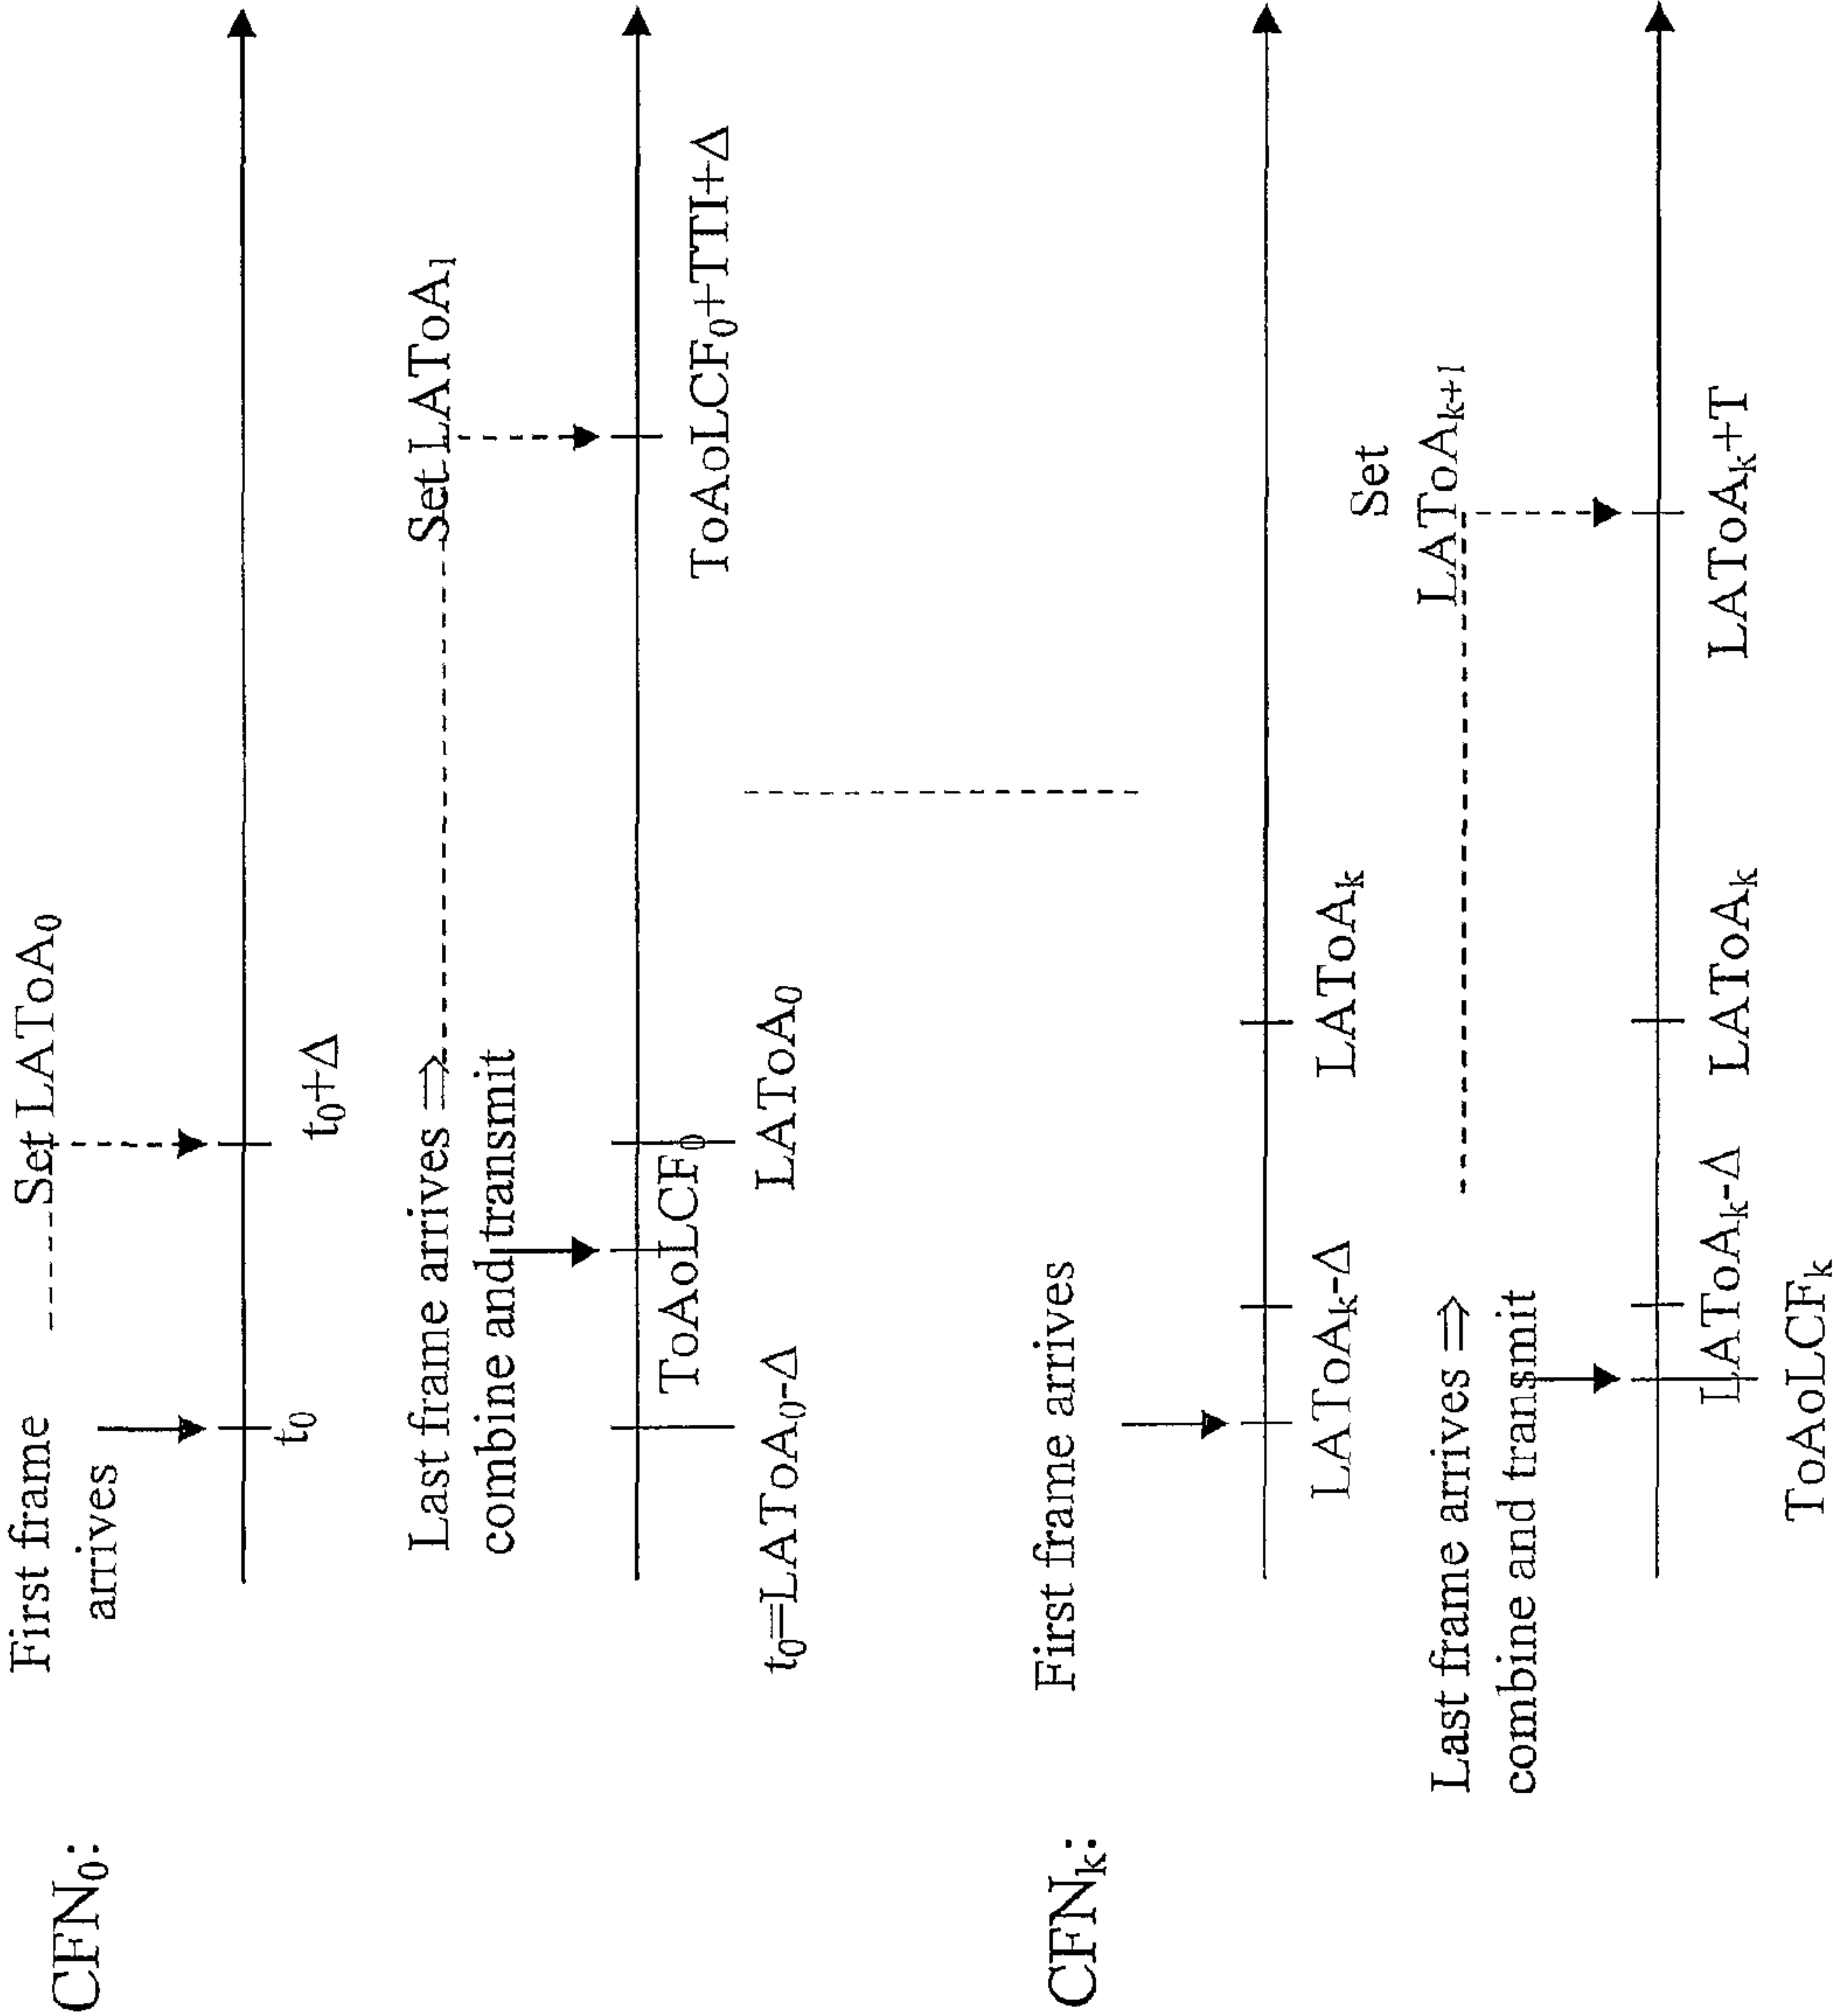 CFN₀:
First frame
arrives
Set LAToA₀
t₀
t₀+Δ
Last frame arrives ⇒
combine and transmit
Set LAToA₁
ToAoLCF₀
ToAoLCF₀+TTI+Δ
t₀=LAToA₀-Δ
LAToA₀
CFNₖ:
First frame arrives
LAToAₖ-Δ
LAToAₖ
Last frame arrives ⇒
combine and transmit
Set
LAToAₖ₊₁
LAToAₖ-Δ
LAToAₖ
LAToAₖ+T
ToAoLCFₖ